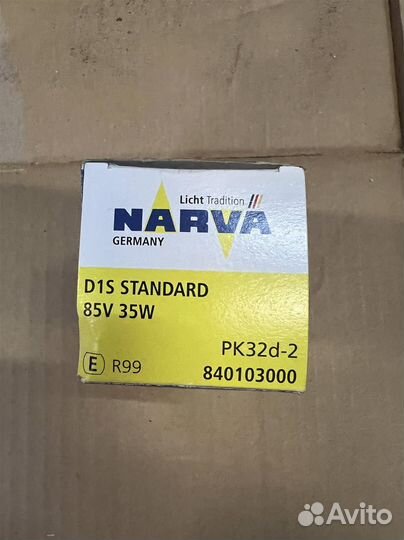 Licht Tradition
NARVA
GERMANY
D1S STANDARD
85V 35W
PK32d-2
E R99
840103000
Avito